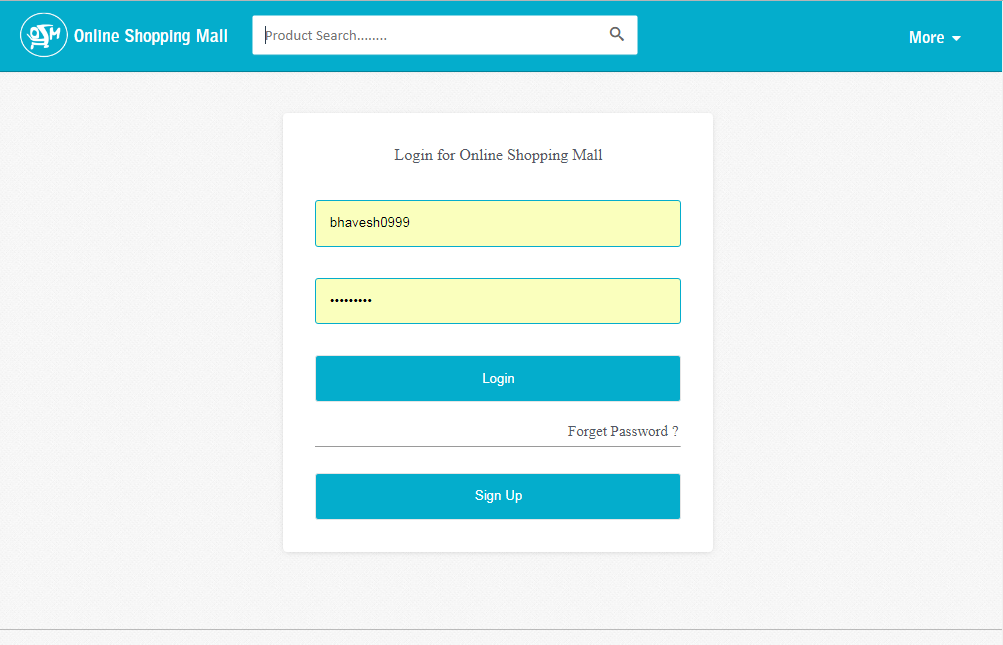 OSM Online Shopping Mall
Product Search........
More
Login for Online Shopping Mall
bhavesh0999
•••••••••
Login
Forget Password ?
Sign Up